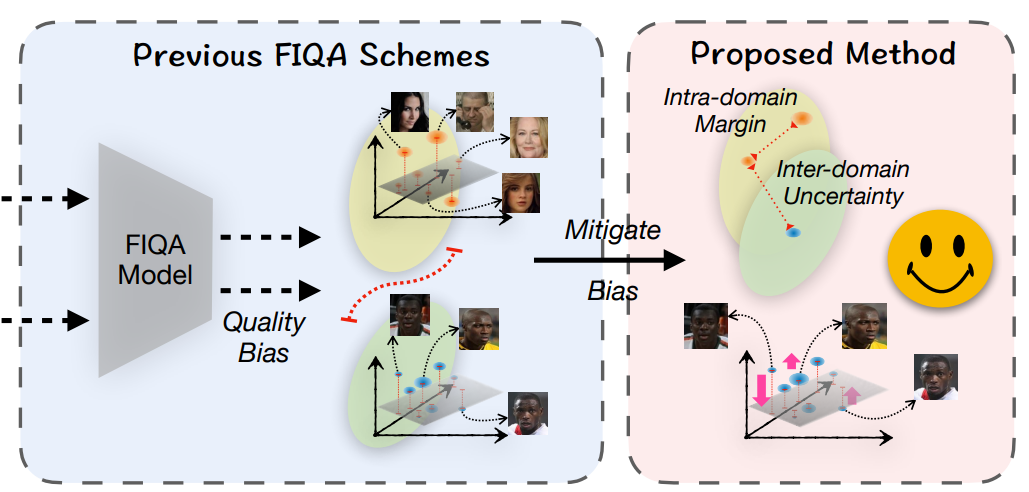 Previous FIQA Schemes
FIQA
Model
Quality
Bias
Mitigate
Bias
Proposed Method
Intra-domain
Margin
Inter-domain
Uncertainty